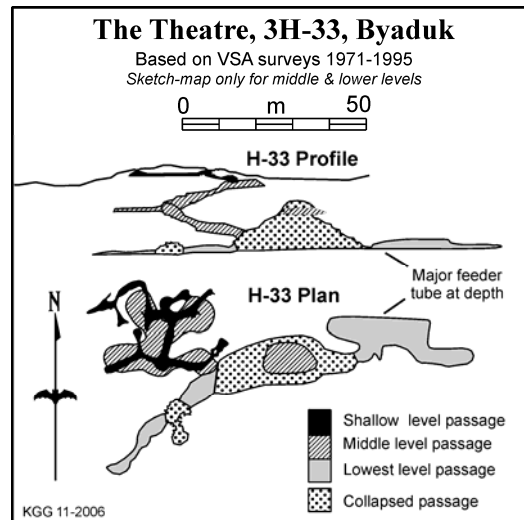 The Theatre, 3H-33, Byaduk
Based on VSA surveys 1971-1995
Sketch-map only for middle & lower levels
0 m 50
H-33 Profile
Major feeder
tube at depth
H-33 Plan
N
Shallow level passage
Middle level passage
Lowest level passage
Collapsed passage
KGG 11-2006